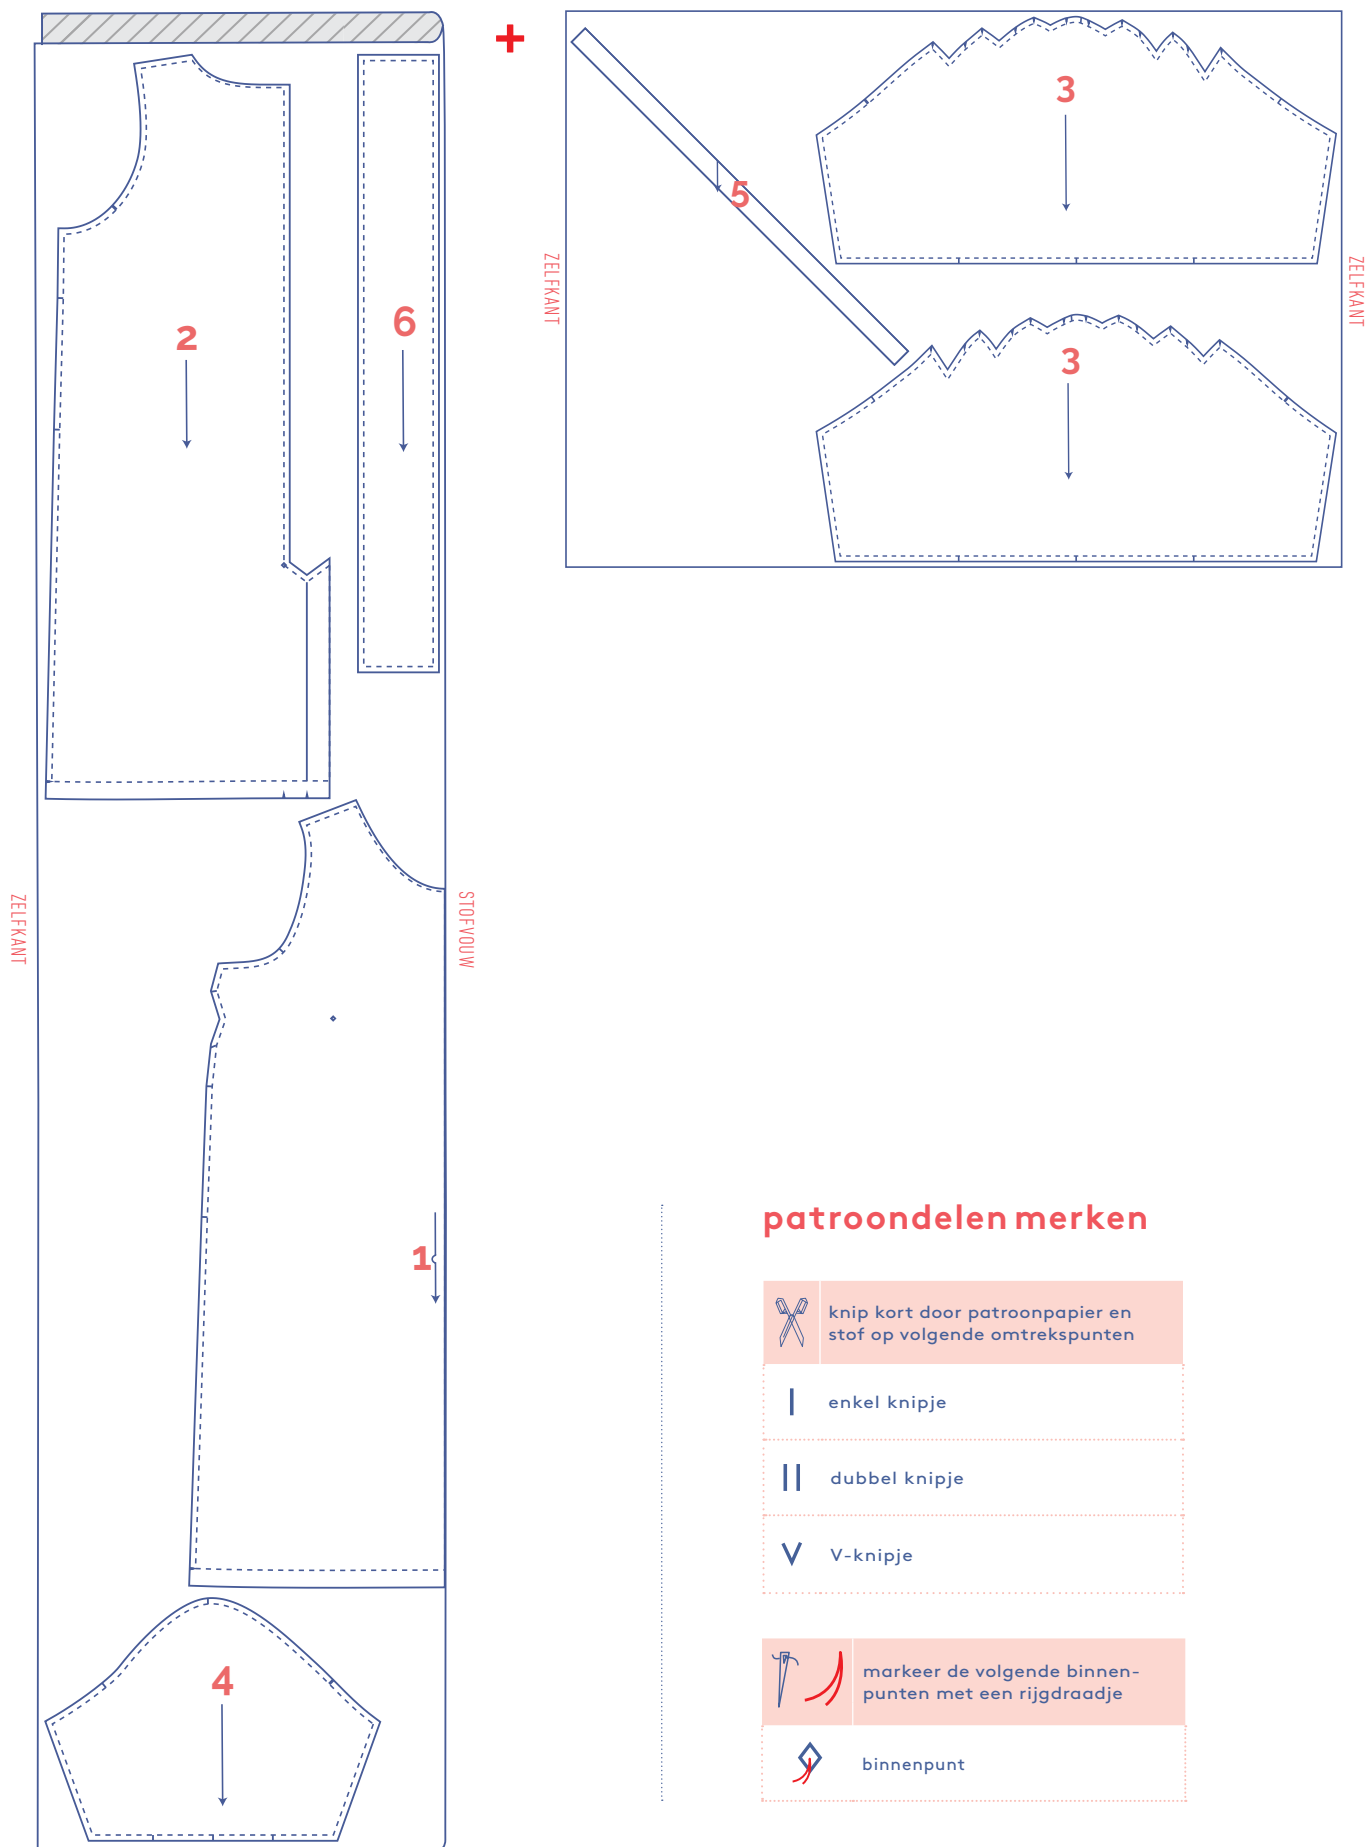 +
3
5
ZELFKANT
ZELFKANT
2
6
3
ZELFKANT
STOFVOUW
1
4
patroondelen merken
knip kort door patroonpapier en
stof op volgende omtrekspunten
enkel knipje
dubbel knipje
V-knipje
markeer de volgende binnen-
punten met een rijgdraadje
binnenpunt